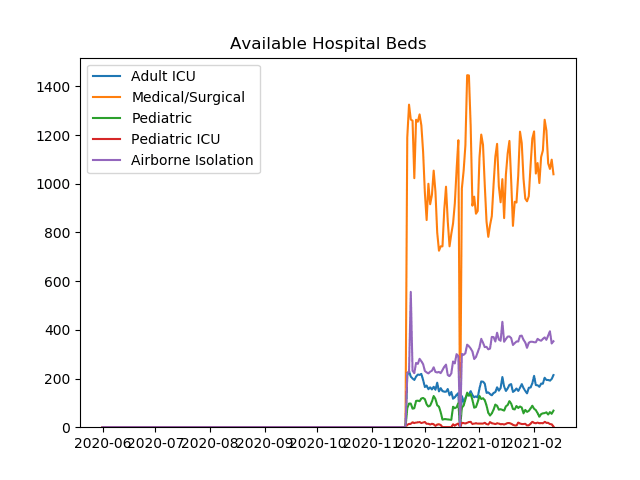 Available Hospital Beds
Adult ICU
Medical/Surgical
Pediatric
Pediatric ICU
Airborne Isolation
1400
1200
1000
800
600
400
200
0
2020-06 2020-07 2020-08 2020-09 2020-10 2020-11 2020-12 2021-01 2021-02